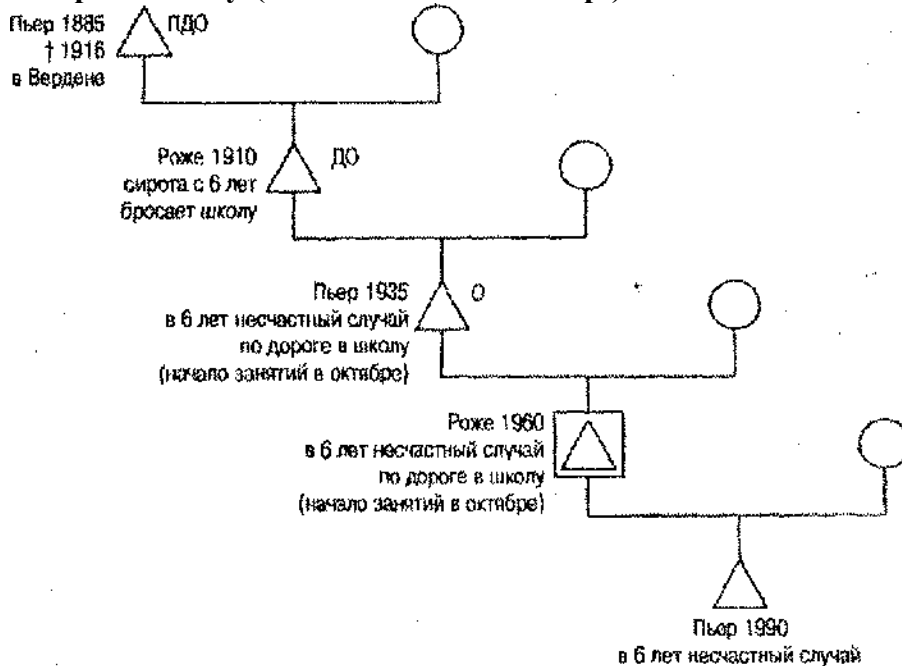 Пьер 1885
† 1916
в Вердене
ПДО
Роже 1910
сирота с 6 лет
бросает школу
ДО
Пьер 1935
в 6 лет несчастный случай
по дороге в школу
(начало занятий в октябре)
О
Роже 1960
в 6 лет несчастный случай
по дороге в школу
(начало занятий в октябре)
Пьер 1990
в 6 лет несчастный случай